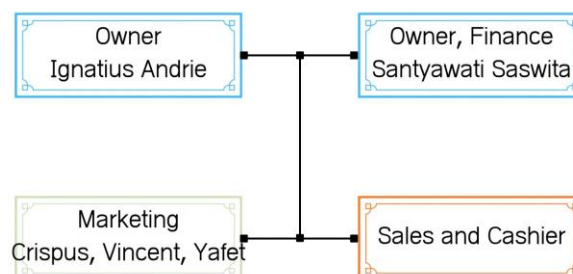 Owner
Ignatius Andrie
Owner, Finance
Santyawati Saswita
Marketing
Crispus, Vincent, Yafet
Sales and Cashier